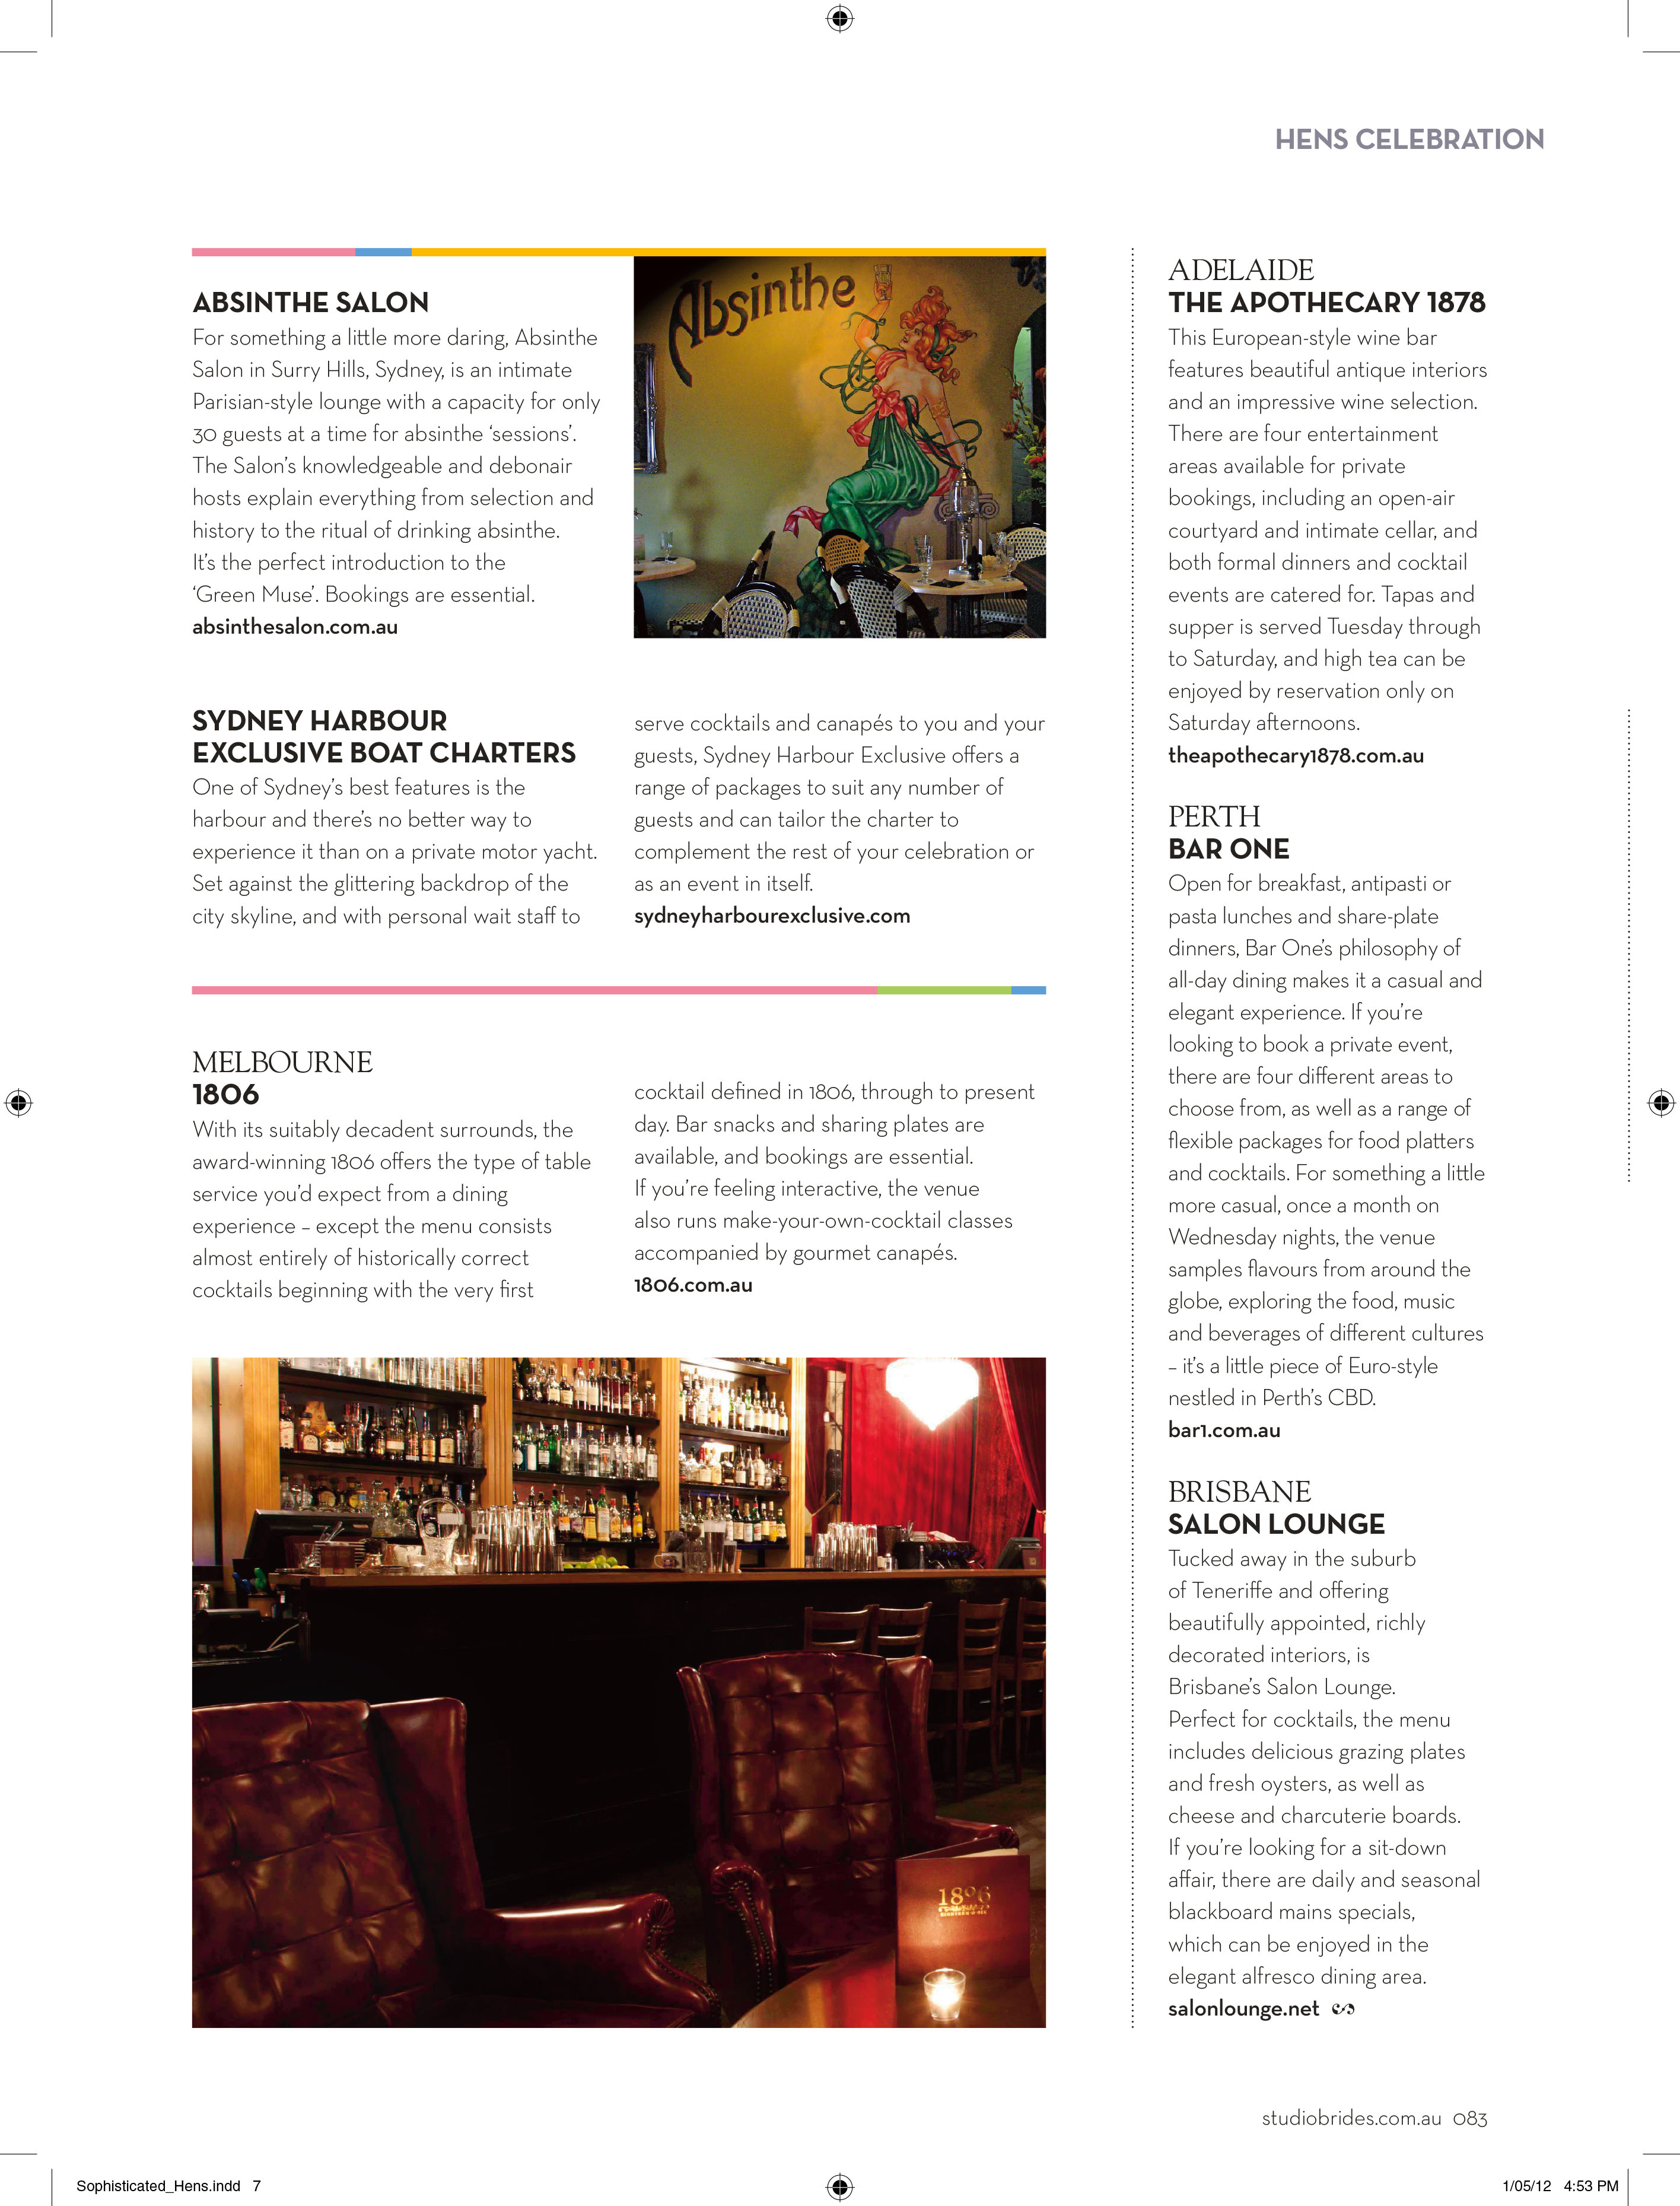 HENS CELEBRATION
ABSINTHE SALON
For something a little more daring, Absinthe
Salon in Surry Hills, Sydney, is an intimate
Parisian-style lounge with a capacity for only
30 guests at a time for absinthe ‘sessions’.
The Salon’s knowledgeable and debonair
hosts explain everything from selection and
history to the ritual of drinking absinthe.
It’s the perfect introduction to the
‘Green Muse’. Bookings are essential.
absinthesalon.com.au
Absinthe
SYDNEY HARBOUR
EXCLUSIVE BOAT CHARTERS
One of Sydney’s best features is the
harbour and there’s no better way to
experience it than on a private motor yacht.
Set against the glittering backdrop of the
city skyline, and with personal wait staff to
serve cocktails and canapés to you and your
guests, Sydney Harbour Exclusive offers a
range of packages to suit any number of
guests and can tailor the charter to
complement the rest of your celebration or
as an event in itself.
sydneyharbourexclusive.com
MELBOURNE
1806
With its suitably decadent surrounds, the
award-winning 1806 offers the type of table
service you’d expect from a dining
experience – except the menu consists
almost entirely of historically correct
cocktails beginning with the very first
cocktail defined in 1806, through to present
day. Bar snacks and sharing plates are
available, and bookings are essential.
If you’re feeling interactive, the venue
also runs make-your-own-cocktail classes
accompanied by gourmet canapés.
1806.com.au
1806
ADELAIDE
THE APOTHECARY 1878
This European-style wine bar
features beautiful antique interiors
and an impressive wine selection.
There are four entertainment
areas available for private
bookings, including an open-air
courtyard and intimate cellar, and
both formal dinners and cocktail
events are catered for. Tapas and
supper is served Tuesday through
to Saturday, and high tea can be
enjoyed by reservation only on
Saturday afternoons.
theapothecary1878.com.au
PERTH
BAR ONE
Open for breakfast, antipasti or
pasta lunches and share-plate
dinners, Bar One’s philosophy of
all-day dining makes it a casual and
elegant experience. If you’re
looking to book a private event,
there are four different areas to
choose from, as well as a range of
flexible packages for food platters
and cocktails. For something a little
more casual, once a month on
Wednesday nights, the venue
samples flavours from around the
globe, exploring the food, music
and beverages of different cultures
– it’s a little piece of Euro-style
nestled in Perth’s CBD.
bar1.com.au
BRISBANE
SALON LOUNGE
Tucked away in the suburb
of Teneriffe and offering
beautifully appointed, richly
decorated interiors, is
Brisbane’s Salon Lounge.
Perfect for cocktails, the menu
includes delicious grazing plates
and fresh oysters, as well as
cheese and charcuterie boards.
If you’re looking for a sit-down
affair, there are daily and seasonal
blackboard mains specials,
which can be enjoyed in the
elegant alfresco dining area.
salonlounge.net
studiobrides.com.au 083
Sophisticated_Hens.indd 7
1/05/12 4:53 PM